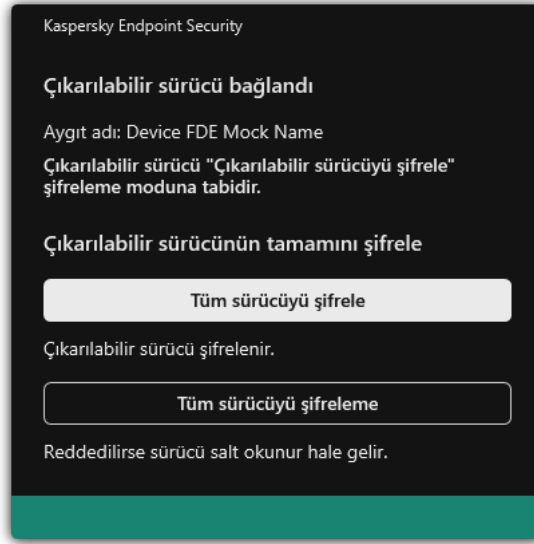 Kaspersky Endpoint Security
Çıkarılabilir sürücü bağlandı
Aygıt adı: Device FDE Mock Name
Çıkarılabilir sürücü "Çıkarılabilir sürücüyü şifrele"
şifreleme moduna tabidir.
Çıkarılabilir sürücünün tamamını şifrele
Tüm sürücüyü şifrele
Çıkarılabilir sürücü şifrelenir.
Tüm sürücüyü şifreleme
Reddedilirse sürücü salt okunur hale gelir.